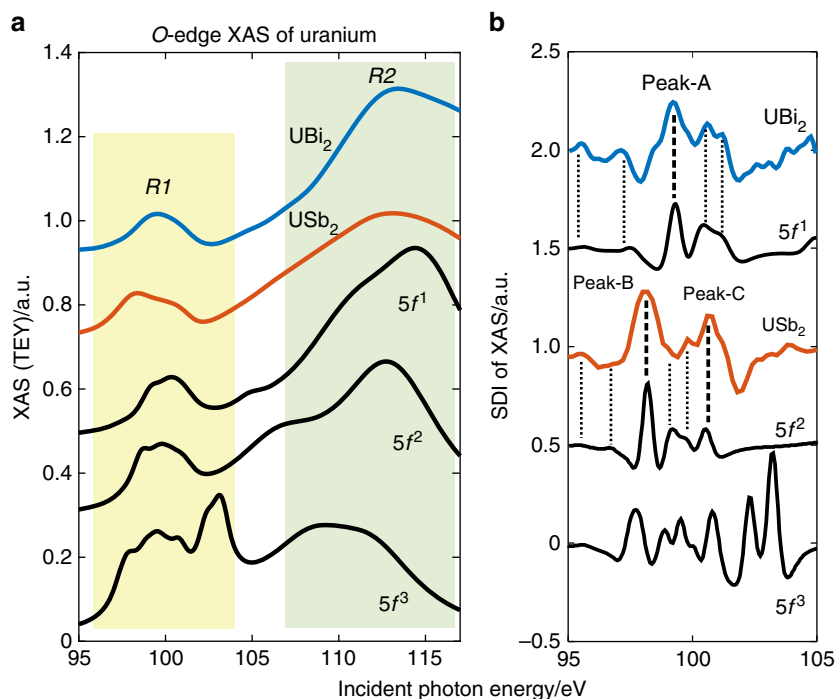 a
O-edge XAS of uranium
XAS (TEY)/a.u.
1.4
1.2
1.0
0.8
0.6
0.4
0.2
0
R1
R2
UBi2
USb2
5f1
5f2
5f3
95
100
105
110
115
b
SDI of XAS/a.u.
2.5
2.0
1.5
1.0
0.5
0
−0.5
Peak-A
UBi2
5f1
Peak-B
Peak-C
USb2
5f2
5f3
95
100
105
Incident photon energy/eV